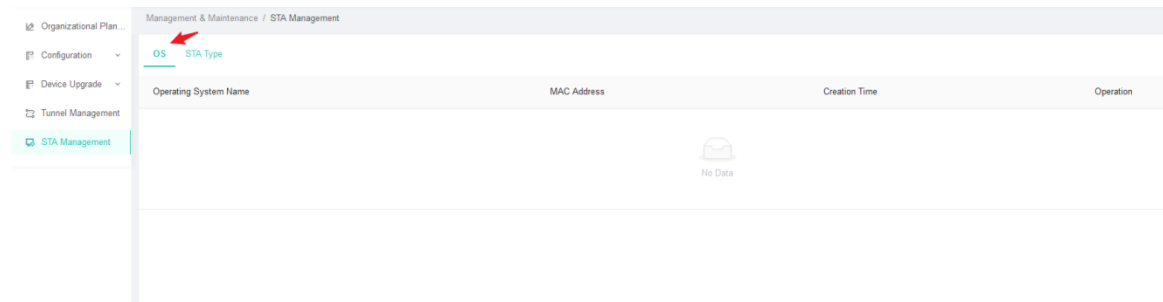 Organizational Plan...
Configuration
Device Upgrade
Tunnel Management
STA Management
Management & Maintenance / STA Management
OS STA Type
Operating System Name MAC Address Creation Time Operation
No Data